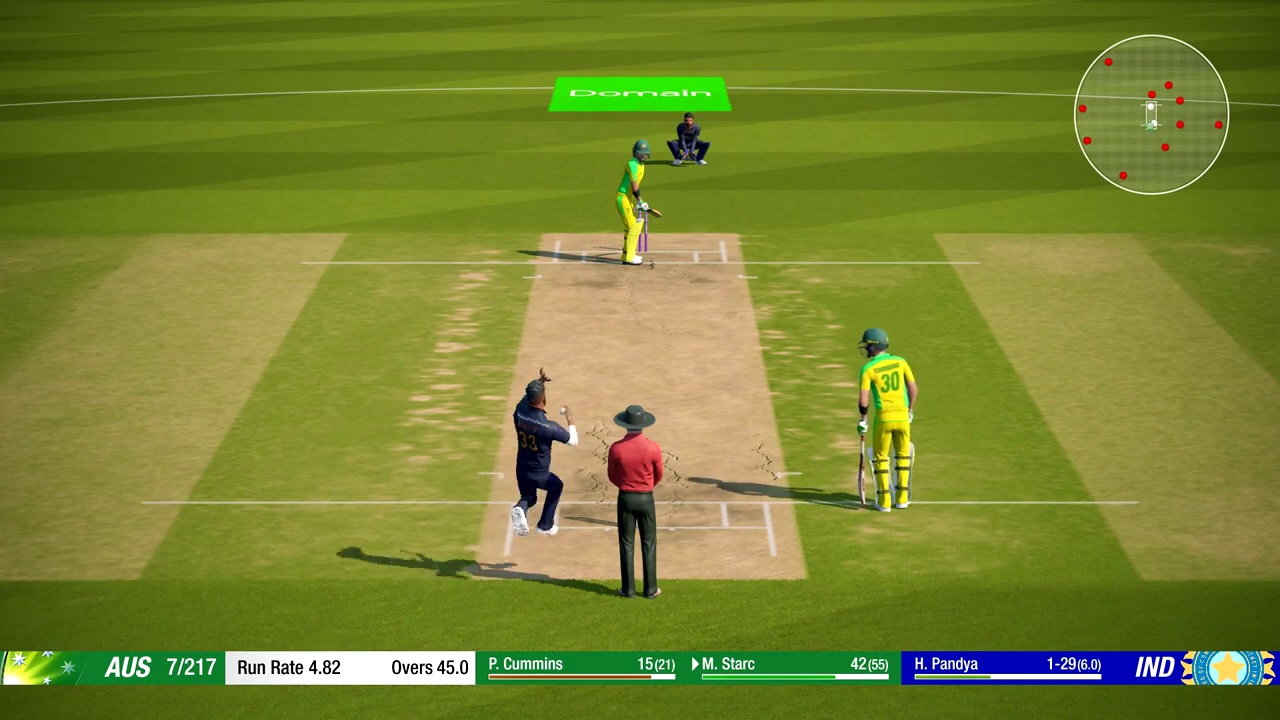 Domain
CUMMINS
30
33
AUS 7/217 Run Rate 4.82 Overs 45.0 P. Cummins 15(21) M. Starc 42(55) H. Pandya 1-29(6.0) IND